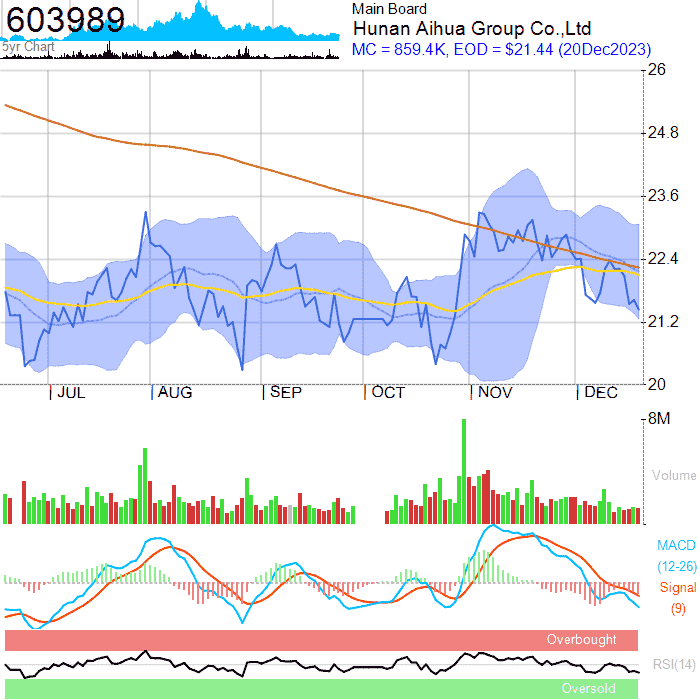 603989
5yr Chart
Main Board
Hunan Aihua Group Co.,Ltd
MC = 859.4K, EOD = $21.44 (20Dec2023)
26
24.8
23.6
22.4
21.2
20
JUL
AUG
SEP
OCT
NOV
DEC
8M
Volume
MACD
(12-26)
Signal
(9)
Overbought
RSI(14)
Oversold